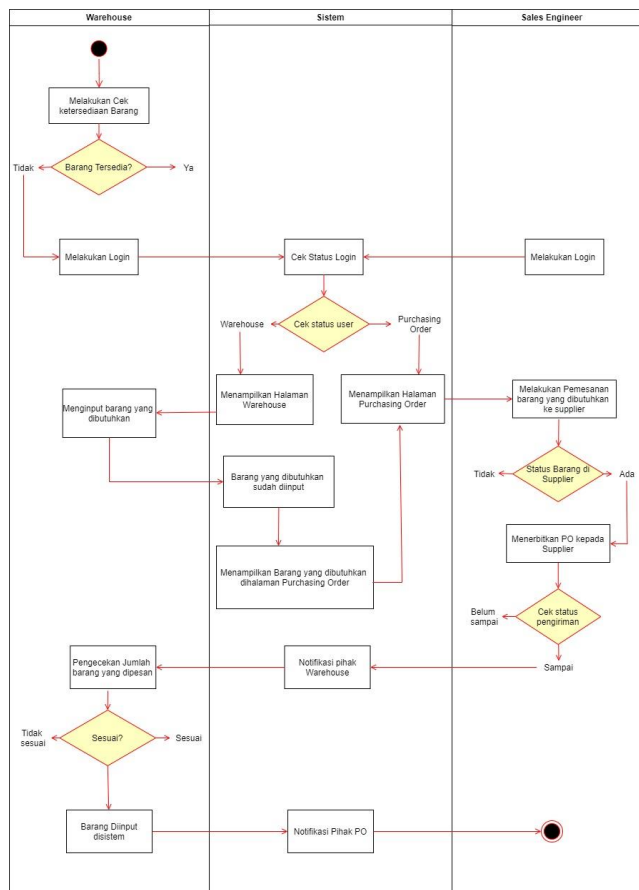 Warehouse
Sistem
Sales Engineer
Melakukan Cek
ketersediaan Barang
Tidak
Barang Tersedia?
Ya
Melakukan Login
Cek Status Login
Melakukan Login
Warehouse
Cek status user
Purchasing
Order
Menampilkan Halaman
Warehouse
Menampilkan Halaman
Purchasing Order
Melakukan Pemesanan
barang yang dibutuhkan
ke supplier
Menginput barang yang
dibutuhkan
Tidak
Status Barang di
Supplier
Ada
Barang yang dibutuhkan
sudah diinput
Menerbitkan PO kepada
Supplier
Menampilkan Barang yang dibutuhkan
dihalaman Purchasing Order
Belum
sampai
Cek status
pengiriman
Sampai
Notifikasi pihak
Warehouse
Pengecekan Jumlah
barang yang dipesan
Tidak
sesuai
Sesuai?
Sesuai
Barang Diinput
disistem
Notifikasi Pihak PO